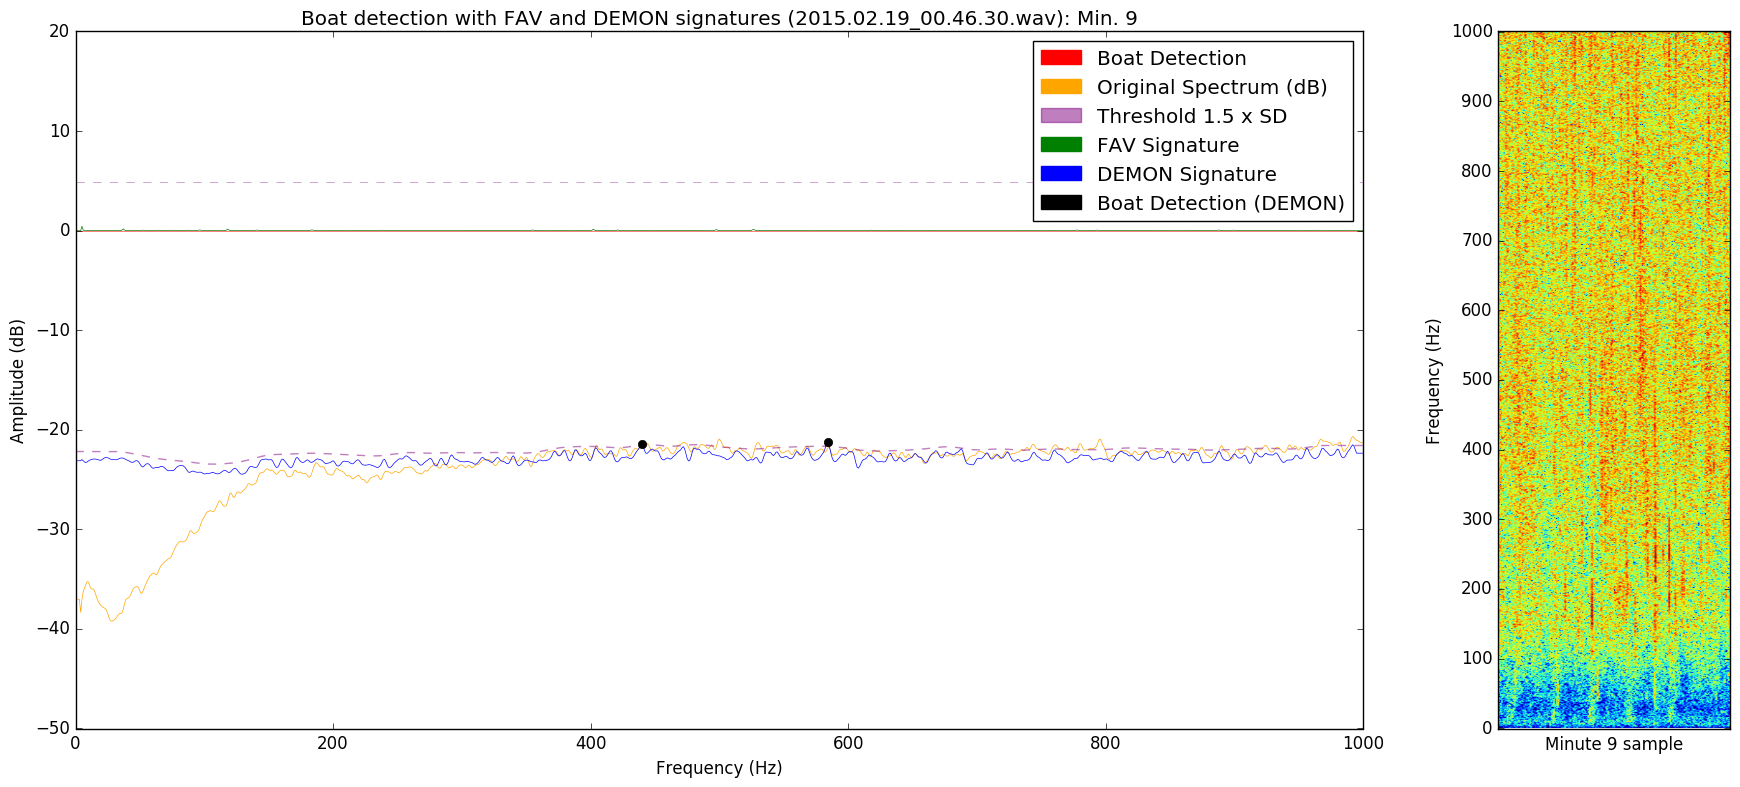 Boat detection with FAV and DEMON signatures (2015.02.19_00.46.30.wav): Min. 9
20
10
0
−10
−20
−30
−40
−50
Amplitude (dB)
0
200
400
600
800
1000
Frequency (Hz)
Boat Detection
Original Spectrum (dB)
Threshold 1.5 x SD
FAV Signature
DEMON Signature
Boat Detection (DEMON)
1000
900
800
700
600
500
400
300
200
100
0
Frequency (Hz)
Minute 9 sample